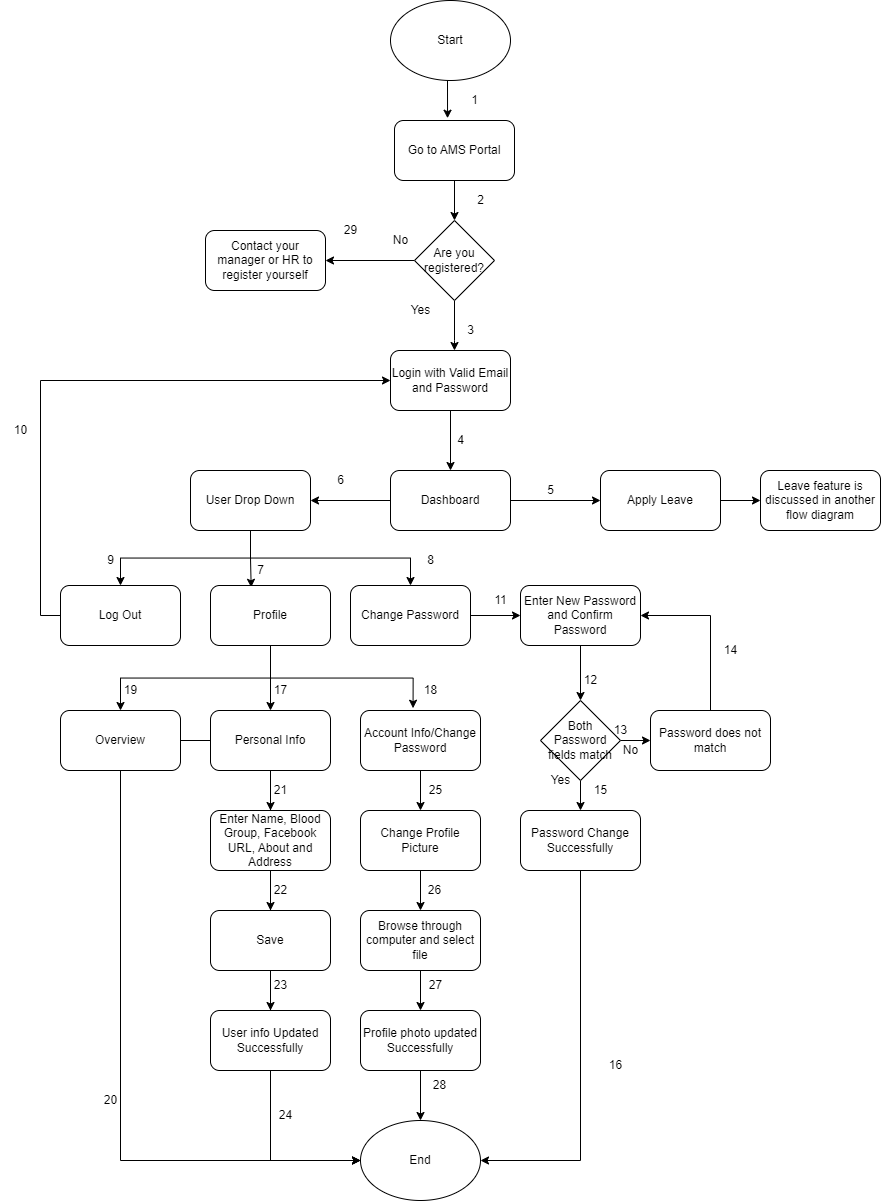 Start
1
Go to AMS Portal
2
29
No
Contact your
manager or HR to
register yourself
Are you
registered?
Yes
3
Login with Valid Email
and Password
10
4
6
5
User Drop Down
Dashboard
Apply Leave
Leave feature is
discussed in another
flow diagram
9
7
8
Log Out
Profile
Change Password
11
Enter New Password
and Confirm
Password
14
12
19
17
18
Overview
Personal Info
Account Info/Change
Password
Both
Password
fields match
13
No
Password does not
match
Yes
21
25
15
Enter Name, Blood
Group, Facebook
URL, About and
Address
Change Profile
Picture
Password Change
Successfully
22
26
Save
Browse through
computer and select
file
23
27
User info Updated
Successfully
Profile photo updated
Successfully
16
28
20
24
End